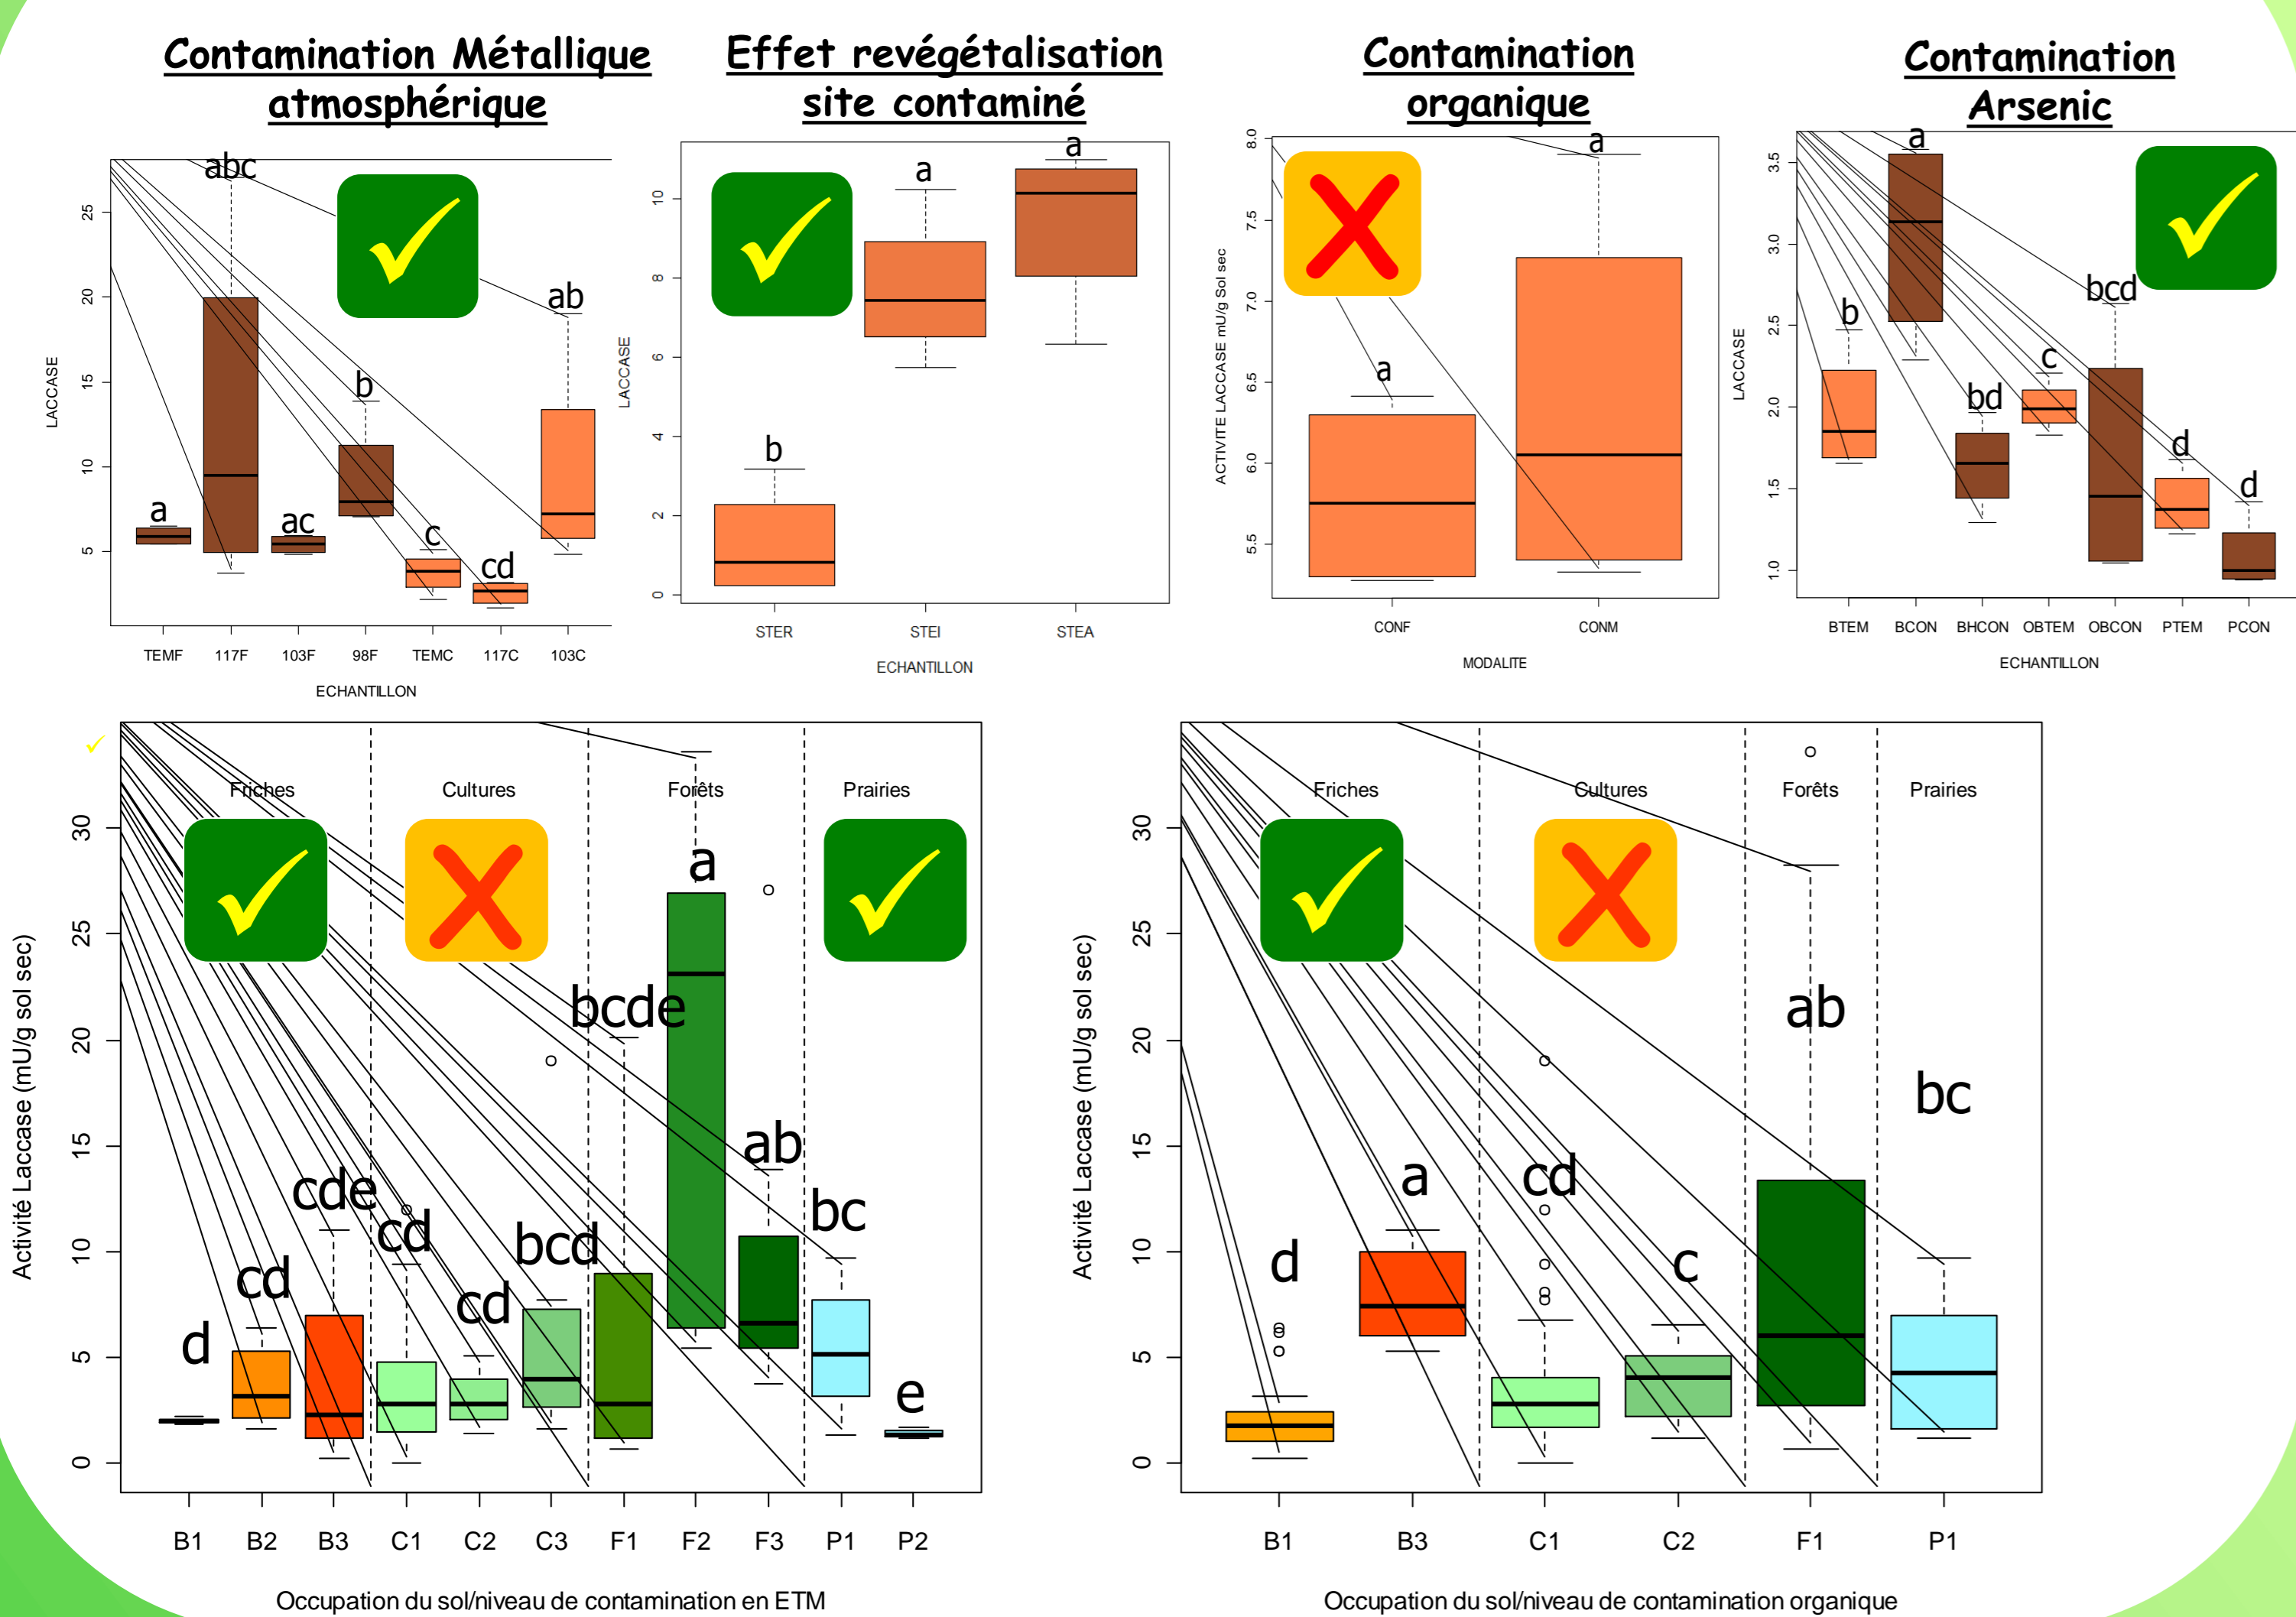 Contamination Métallique
atmosphérique
Effet revégétalisation
site contaminé
Contamination
organique
Contamination
Arsenic
LACCASE
25
20
15
10
5
abc
ab
b
a
ac
c
cd
TEMF 117F 103F 98F TEMC 117C 103C
ECHANTILLON
LACCASE
10
8
6
4
2
0
a
a
b
STER STEI STEA
ECHANTILLON
ACTIVITE LACCASE mU/g Sol sec
8.0
7.5
7.0
6.5
6.0
5.5
a
a
CONF CONM
MODALITE
LACCASE
3.5
3.0
2.5
2.0
1.5
1.0
a
b
bcd
c
bd
d
d
BTEM BCON BHCON OBTEM OBCON PTEM PCON
ECHANTILLON
Activité Laccase (mU/g sol sec)
30
25
20
15
10
5
0
Friches Cultures Forêts Prairies
a
bcde
ab
cde
bc
cd
bcd
cd
cd
d
e
B1 B2 B3 C1 C2 C3 F1 F2 F3 P1 P2
Occupation du sol/niveau de contamination en ETM
Activité Laccase (mU/g sol sec)
30
25
20
15
10
5
0
Friches Cultures Forêts Prairies
ab
bc
a
cd
d
c
B1 B3 C1 C2 F1 P1
Occupation du sol/niveau de contamination organique